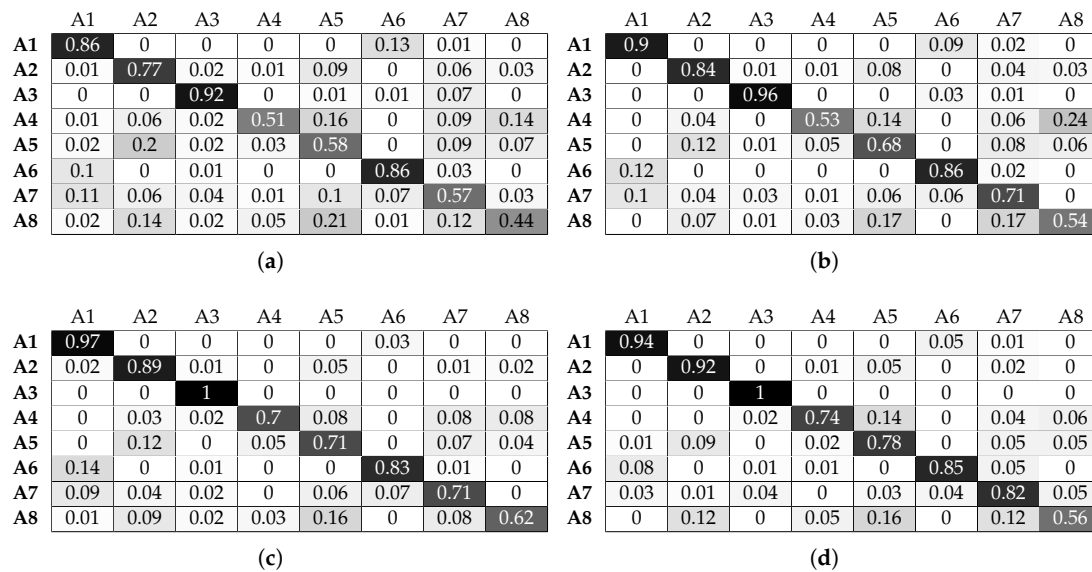 A1 A2 A3 A4 A5 A6 A7 A8 A1 A2 A3 A4 A5 A6 A7 A8
A1 0.86 0 0 0 0 0.13 0.01 0 A1 0.9 0 0 0 0 0.09 0.02 0
A2 0.01 0.77 0.02 0.01 0.09 0 0.06 0.03 A2 0 0.84 0.01 0.01 0.08 0 0.04 0.03
A3 0 0 0.92 0 0.01 0.01 0.07 0 A3 0 0 0.96 0 0 0.03 0.01 0
A4 0.01 0.06 0.02 0.51 0.16 0 0.09 0.14 A4 0 0.04 0 0.53 0.14 0 0.06 0.24
A5 0.02 0.2 0.02 0.03 0.58 0 0.09 0.07 A5 0 0.12 0.01 0.05 0.68 0 0.08 0.06
A6 0.1 0 0.01 0 0 0.86 0.03 0 A6 0.12 0 0 0 0 0.86 0.02 0
A7 0.11 0.06 0.04 0.01 0.1 0.07 0.57 0.03 A7 0.1 0.04 0.03 0.01 0.06 0.06 0.71 0
A8 0.02 0.14 0.02 0.05 0.21 0.01 0.12 0.44 A8 0 0.07 0.01 0.03 0.17 0 0.17 0.54
(a) (b)
A1 A2 A3 A4 A5 A6 A7 A8 A1 A2 A3 A4 A5 A6 A7 A8
A1 0.97 0 0 0 0 0.03 0 0 A1 0.94 0 0 0 0 0.05 0.01 0
A2 0.02 0.89 0.01 0 0.05 0 0.01 0.02 A2 0 0.92 0 0.01 0.05 0 0.02 0
A3 0 0 1 0 0 0 0 0 A3 0 0 1 0 0 0 0 0
A4 0 0.03 0.02 0.7 0.08 0 0.08 0.08 A4 0 0 0.02 0.74 0.14 0 0.04 0.06
A5 0 0.12 0 0.05 0.71 0 0.07 0.04 A5 0.01 0.09 0 0.02 0.78 0 0.05 0.05
A6 0.14 0 0.01 0 0 0.83 0.01 0 A6 0.08 0 0.01 0.01 0 0.85 0.05 0
A7 0.09 0.04 0.02 0 0.06 0.07 0.71 0 A7 0.03 0.01 0.04 0 0.03 0.04 0.82 0.05
A8 0.01 0.09 0.02 0.03 0.16 0 0.08 0.62 A8 0 0.12 0 0.05 0.16 0 0.12 0.56
(c) (d)